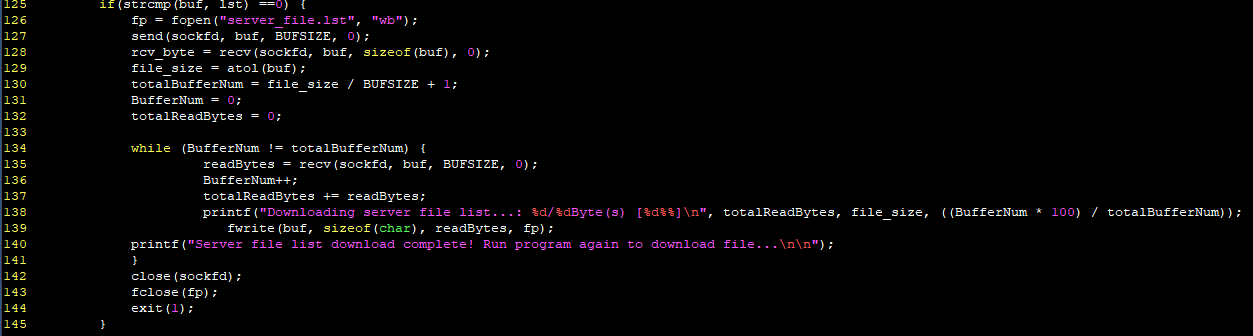 125         if(strcmp(buf, lst) ==0) {
126             fp = fopen("server_file.lst", "wb");
127             send(sockfd, buf, BUFSIZE, 0);
128             rcv_byte = recv(sockfd, buf, sizeof(buf), 0);
129             file_size = atol(buf);
130             totalBufferNum = file_size / BUFSIZE + 1;
131             BufferNum = 0;
132             totalReadBytes = 0;
133
134             while (BufferNum != totalBufferNum) {
135                      readBytes = recv(sockfd, buf, BUFSIZE, 0);
136                      BufferNum++;
137                      totalReadBytes += readBytes;
138                      printf("Downloading server file list...: %d/%dByte(s) [%d%%]\n", totalReadBytes, file_size, ((BufferNum * 100) / totalBufferNum));
139                         fwrite(buf, sizeof(char), readBytes, fp);
140             printf("Server file list download complete! Run program again to download file...\n\n");
141             }
142             close(sockfd);
143             fclose(fp);
144             exit(1);
145         }